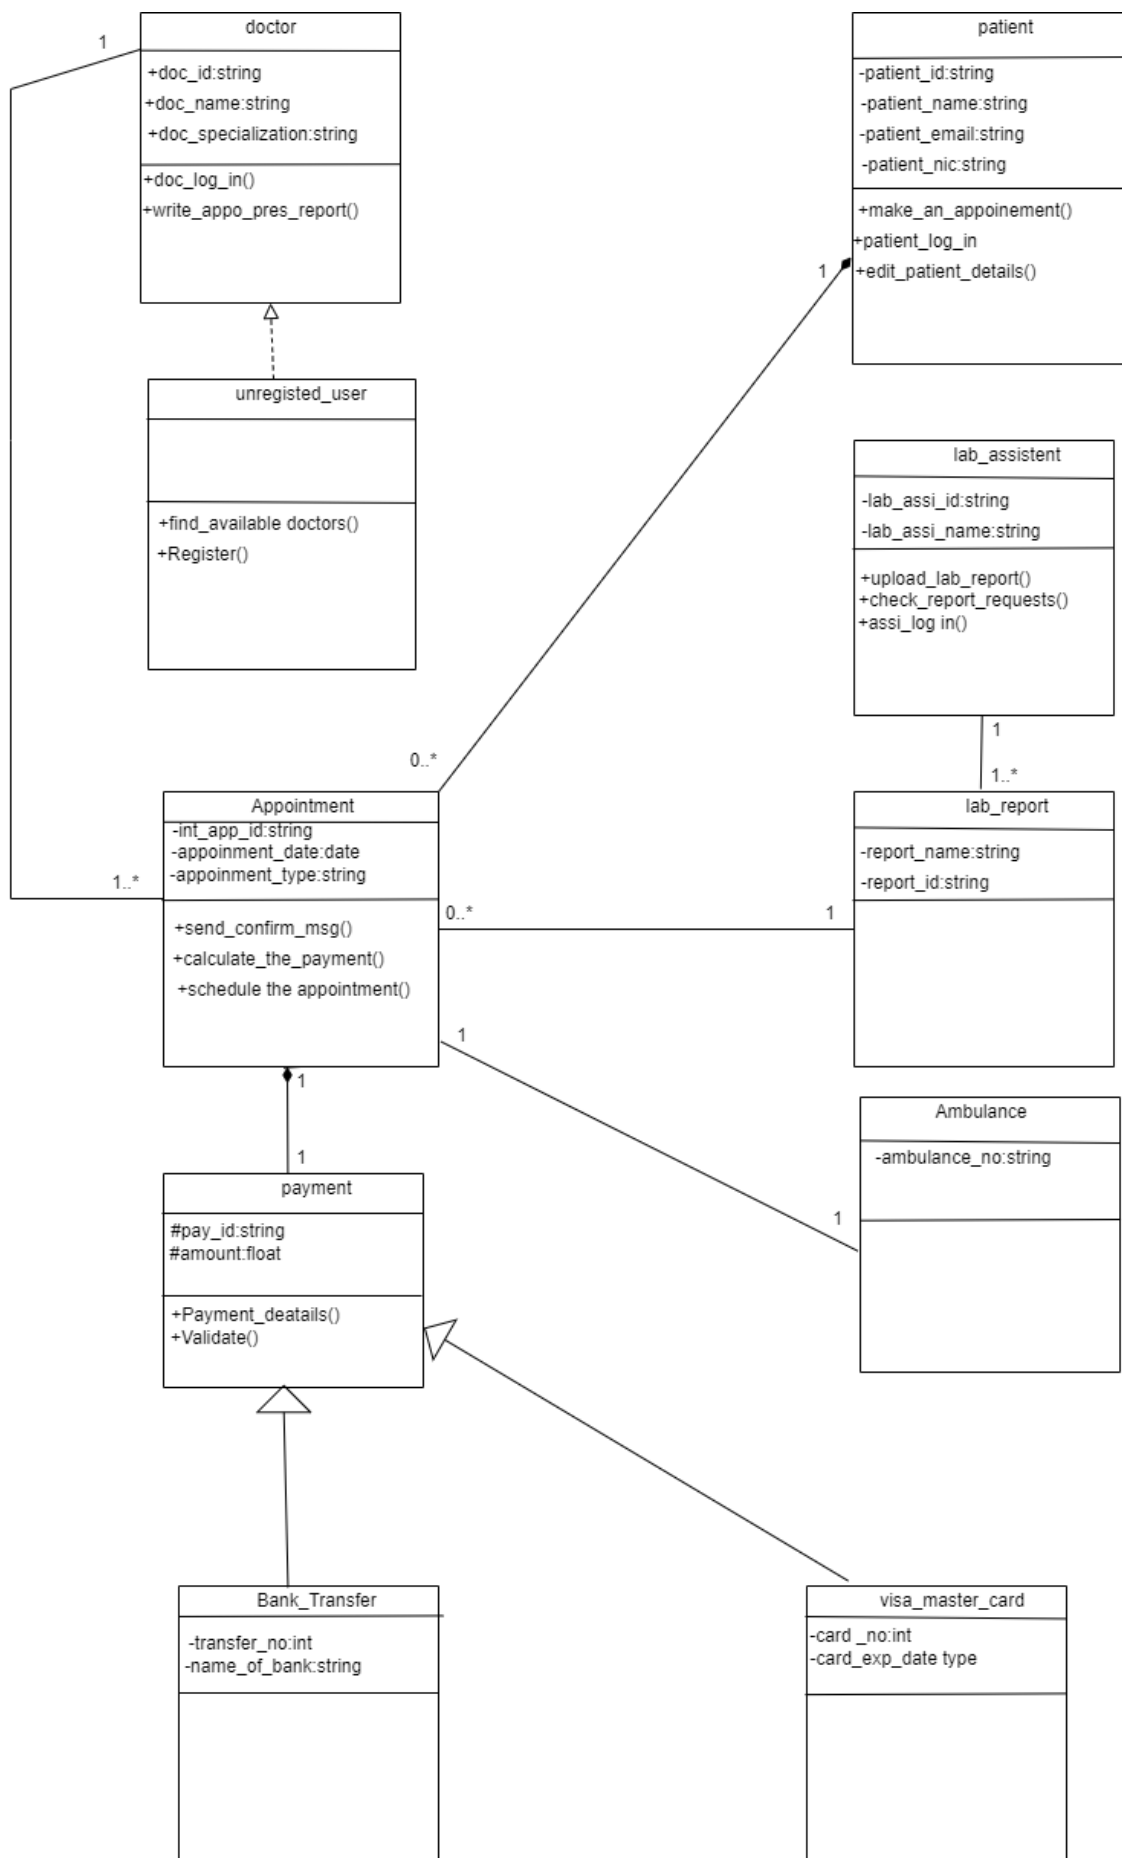 doctor
1
+doc_id:string
+doc_name:string
+doc_specialization:string
+doc_log_in()
+write_appo_pres_report()
patient
-patient_id:string
-patient_name:string
-patient_email:string
-patient_nic:string
+make_an_appoinement()
+patient_log_in
+edit_patient_details()
1
unregisted_user
+find_available doctors()
+Register()
lab_assistent
-lab_assi_id:string
-lab_assi_name:string
+upload_lab_report()
+check_report_requests()
+assi_log in()
1
1..*
0..*
Appointment
-int_app_id:string
-appoinment_date:date
-appoinment_type:string
+send_confirm_msg()
+calculate_the_payment()
+schedule the appointment()
1..*
0..*
1
lab_report
-report_name:string
-report_id:string
1
1
Ambulance
-ambulance_no:string
1
1
payment
#pay_id:string
#amount:float
+Payment_deatails()
+Validate()
Bank_Transfer
-transfer_no:int
-name_of_bank:string
visa_master_card
-card _no:int
-card_exp_date type